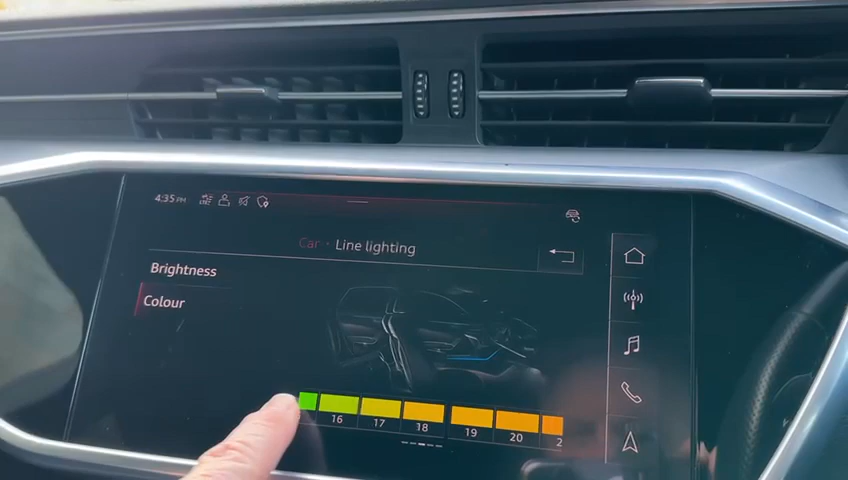 4:35 PM
Car · Line lighting
Brightness
Colour
16 17 18 19 20 2